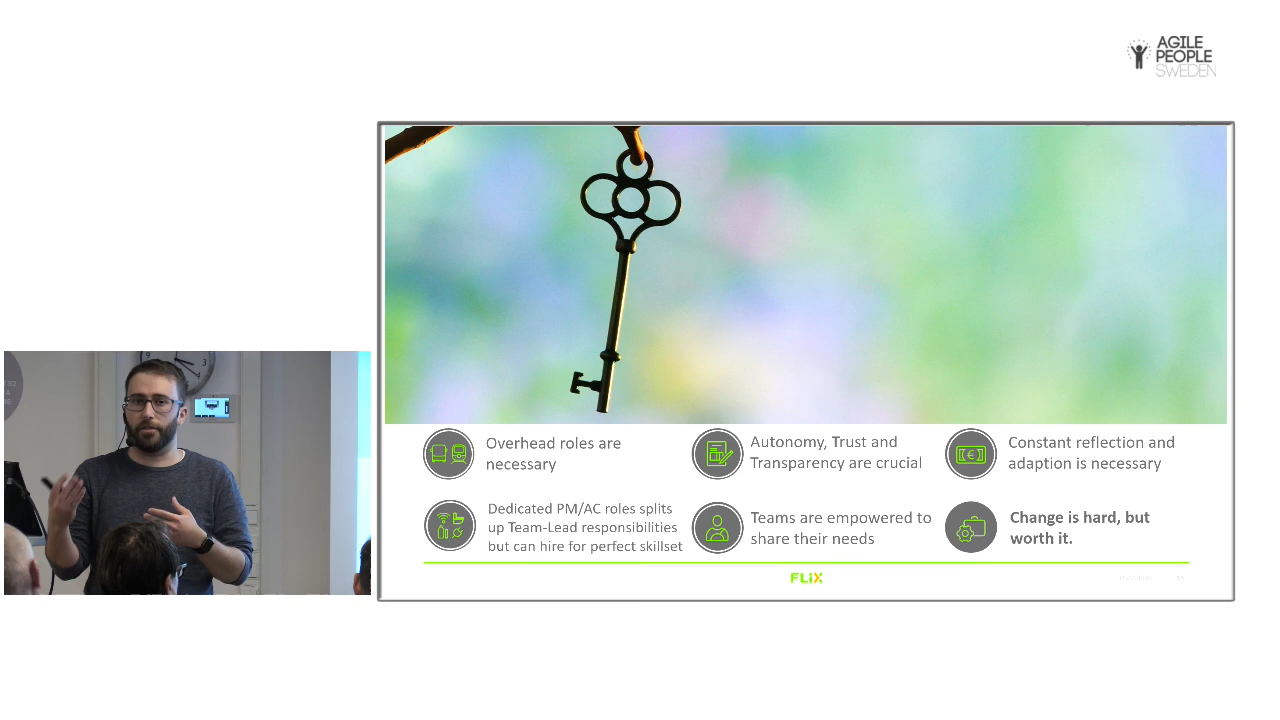 AGILE
PEOPLE
SWEDEN
Overhead roles are
necessary
Autonomy, Trust and
Transparency are crucial
Constant reflection and
adaption is necessary
Dedicated PM/AC roles splits
up Team-Lead responsibilities
but can hire for perfect skillset
Teams are empowered to
share their needs
Change is hard, but
worth it.
FLiX